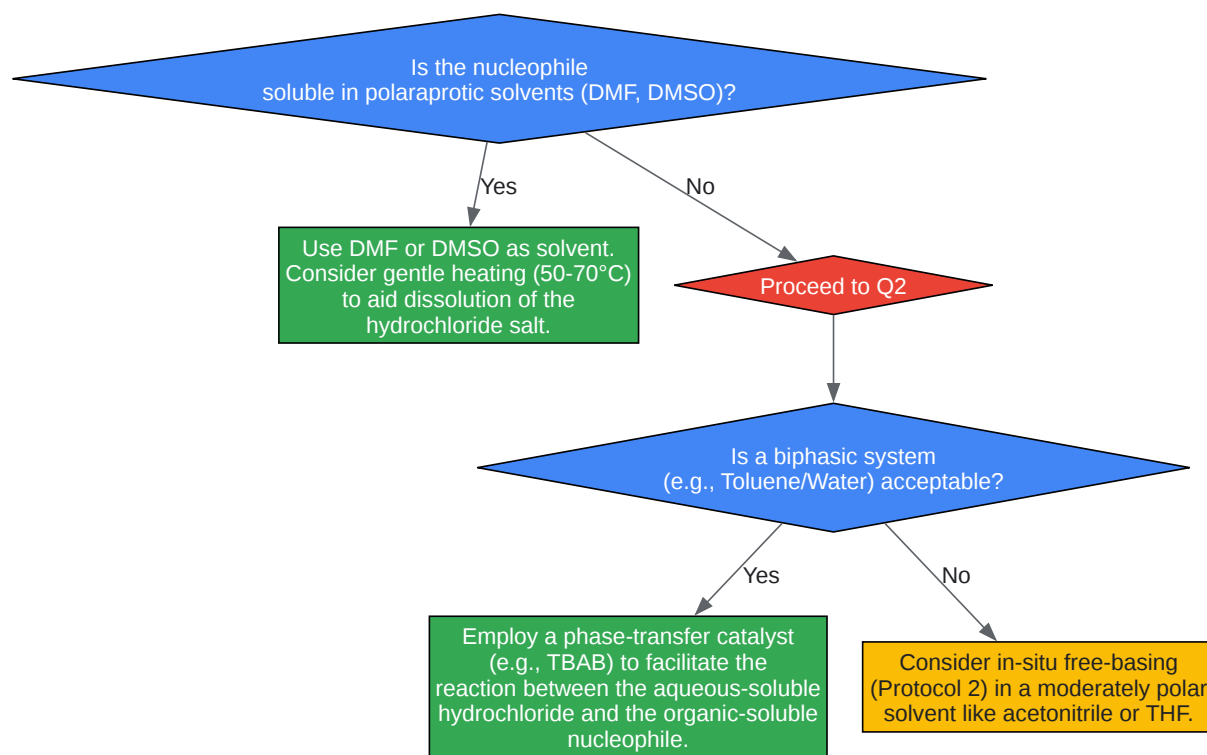 Is the nucleophile
soluble in polaraprotic solvents (DMF, DMSO)?
Yes
No
Use DMF or DMSO as solvent.
Consider gentle heating (50-70°C)
to aid dissolution of the
hydrochloride salt.
Proceed to Q2
Is a biphasic system
(e.g., Toluene/Water) acceptable?
Yes
No
Employ a phase-transfer catalyst
(e.g., TBAB) to facilitate the
reaction between the aqueous-soluble
hydrochloride and the organic-soluble
nucleophile.
Consider in-situ free-basing
(Protocol 2) in a moderately polar
solvent like acetonitrile or THF.